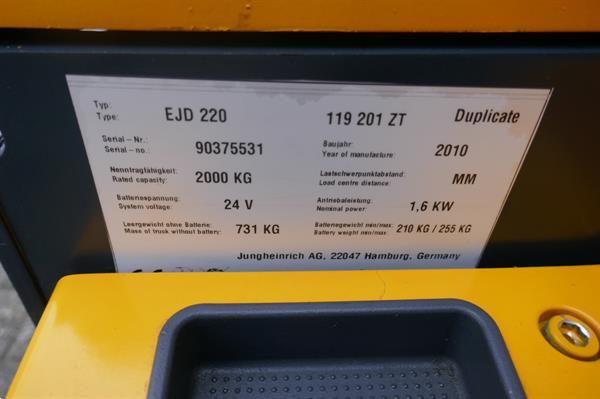 Typ: EJD 220 119 201 ZT Duplicate
Type:
Serial-Nr.: 90375531 Baujahr: 2010
Serial-no.: Year of manufacture:
Nenntragfähigkeit: 2000 KG Lastschwerpunktabstand: MM
Rated capacity: Load centre distance:
Batteriespannung: 24 V Antriebsleistung: 1,6 KW
System voltage: Nominal power:
Leergewicht ohne Batterie: 731 KG Batteriegewicht min/max: 210 KG / 255 KG
Mass of truck without battery: Battery weight min/max:
Jungheinrich AG, 22047 Hamburg, Germany